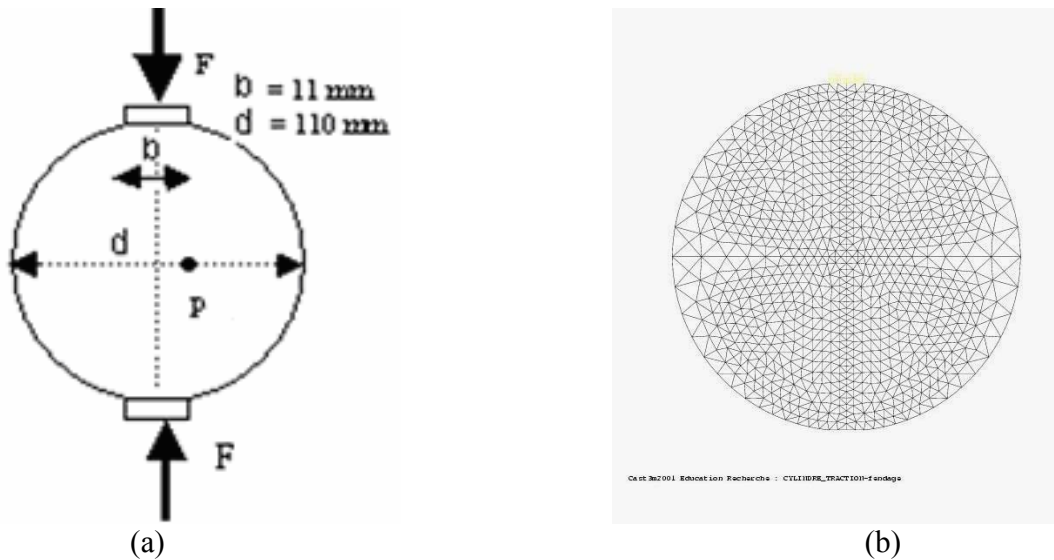 F
b = 11 mm
d = 110 mm
b
d
P
F
Cast3m2001 Education Recherche : CYLINDRE_TRACTION-fendage
(a)
(b)